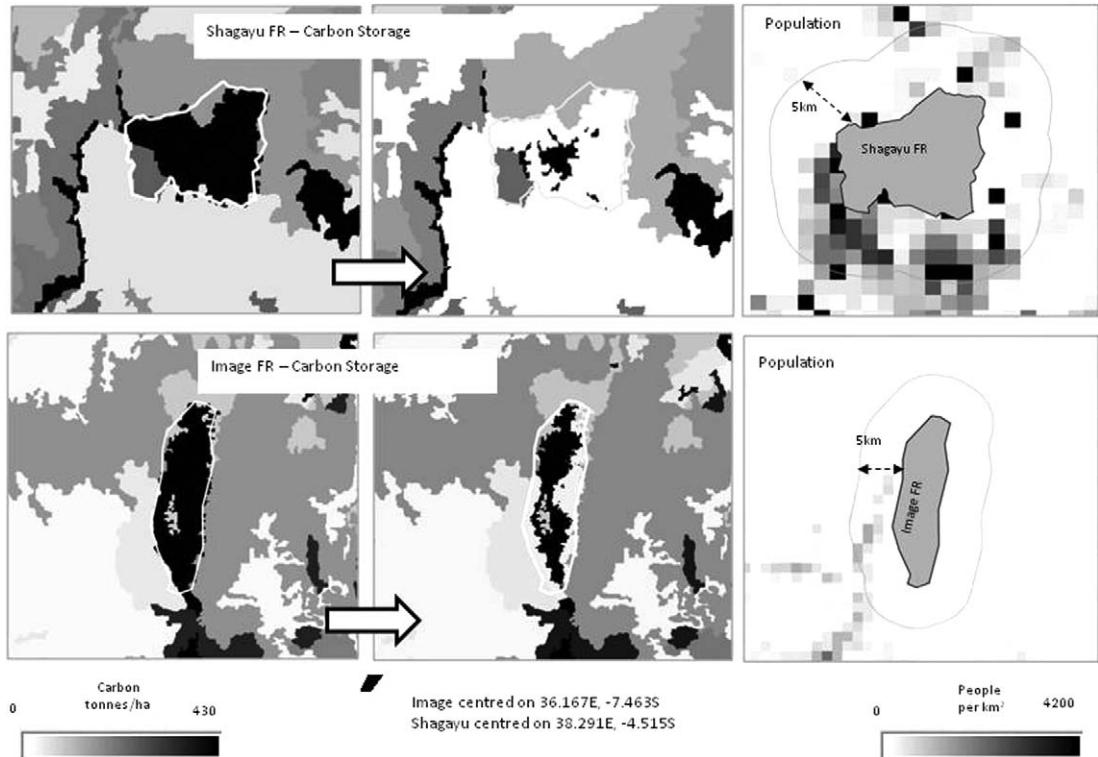 Shagayu FR – Carbon Storage
Population
5km
Shagayu FR
Image FR – Carbon Storage
Population
5km
Image FR
Carbon
tonnes/ha
0 430
Image centred on 36.167E, -7.463S
Shagayu centred on 38.291E, -4.515S
People
per km²
0 4200